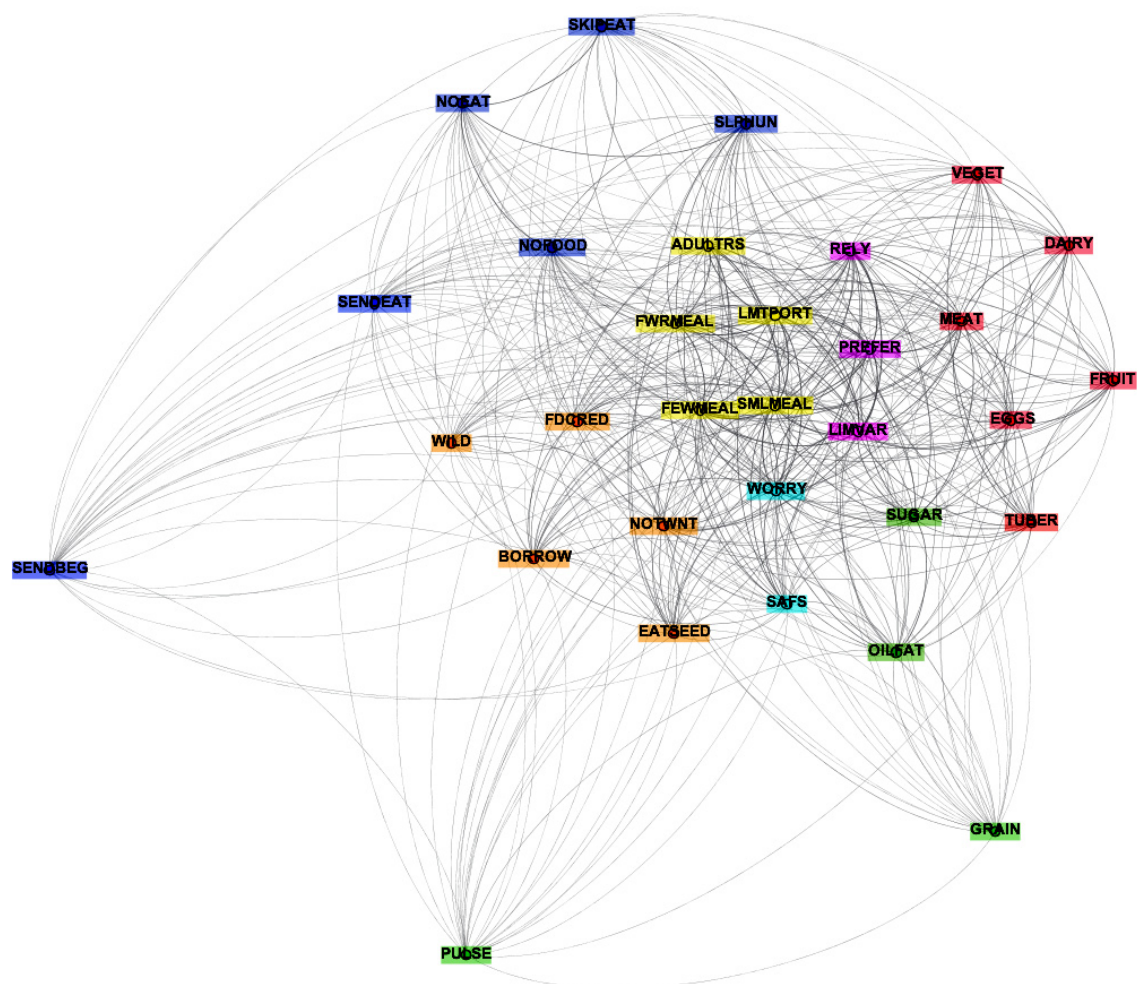 SKIPEAT
NOEAT
SLPHUN
VEGET
NOFOOD
ADULTRS
RELY
DAIRY
SENDEAT
FWRMEAL
LMTPORT
MEAT
PREFER
FRUIT
FDCRED
FEWMEAL
SMLMEAL
EGGS
WILD
LIMVAR
WORRY
NOTWNT
SUGAR
TUBER
BORROW
SENDBEG
SAFS
EATSEED
OILFAT
GRAIN
PULSE